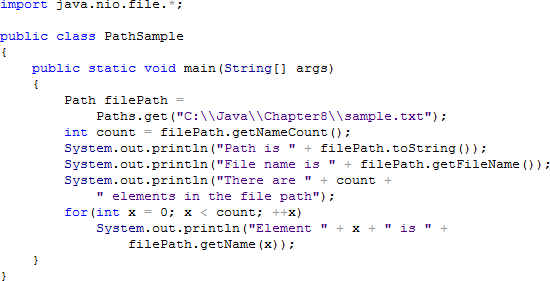 import java.nio.file.*;
public class PathSample
{
public static void main(String[] args)
{
Path filePath =
Paths.get("C:\\Java\\Chapter8\\sample.txt");
int count = filePath.getNameCount();
System.out.println("Path is " + filePath.toString());
System.out.println("File name is " + filePath.getFileName());
System.out.println("There are " + count +
" elements in the file path");
for(int x = 0; x < count; ++x)
System.out.println("Element " + x + " is " +
filePath.getName(x));
}
}